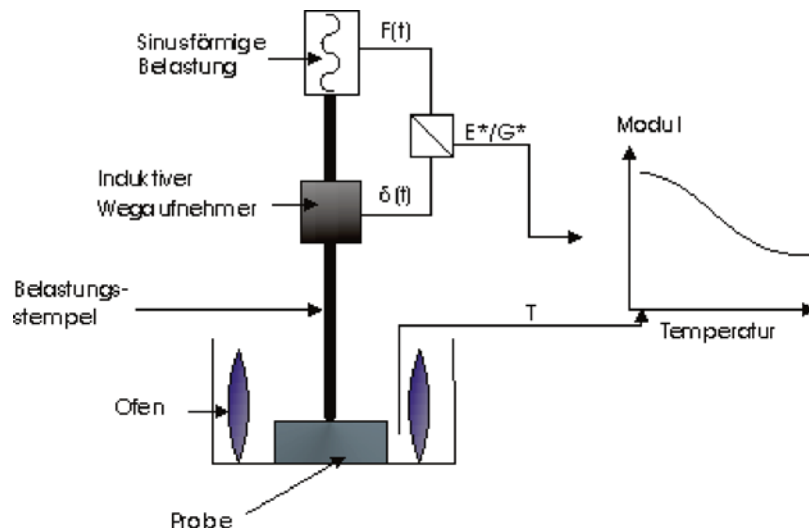 Sinusförmige
Belastung
F(t)
E*/G*
Modul
Induktiver
Wegaufnehmer
δ(t)
Belastungs-
stempel
T
Temperatur
Ofen
Probe